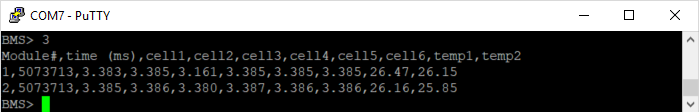 COM7 - PuTTY
BMS> 3
Module#,time (ms),cell1,cell2,cell3,cell4,cell5,cell6,temp1,temp2
1,5073713,3.383,3.385,3.161,3.385,3.385,3.385,26.47,26.15
2,5073713,3.385,3.386,3.380,3.387,3.386,3.386,26.16,25.85
BMS>